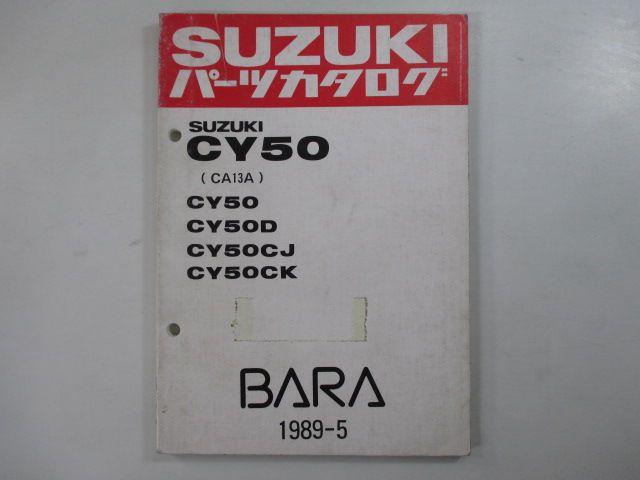 SUZUKI
パーツカタログ
SUZUKI
CY50
( CA13A )
CY50
CY50D
CY50CJ
CY50CK
BARA
1989-5